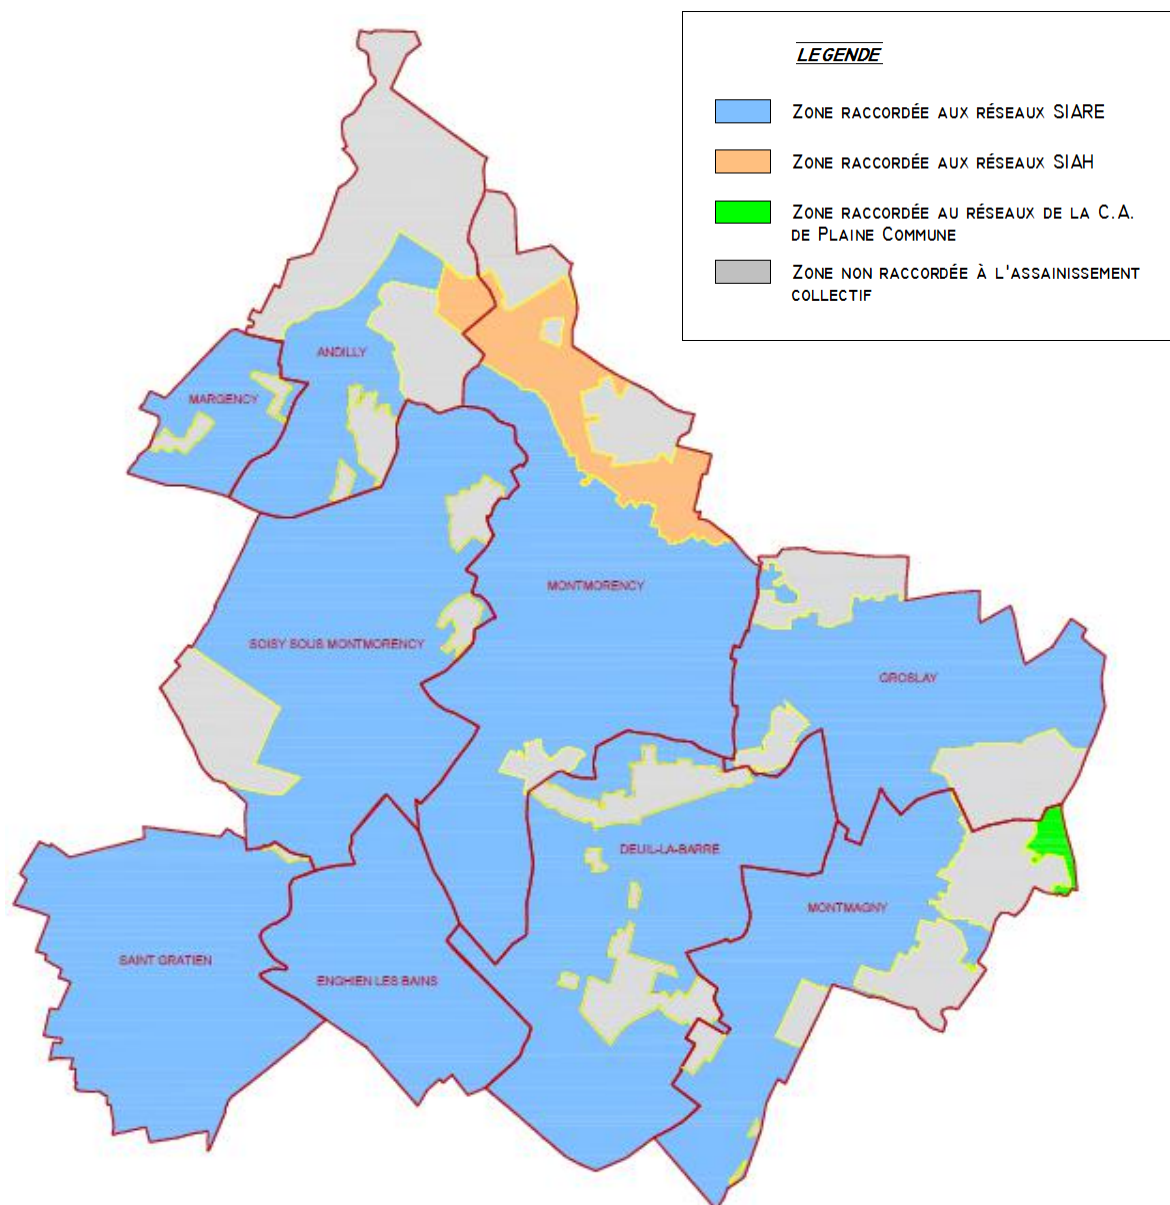 LEGENDE
ZONE RACCORDÉE AUX RÉSEAUX SIARE
ZONE RACCORDÉE AUX RÉSEAUX SIAH
ZONE RACCORDÉE AU RÉSEAUX DE LA C.A.
DE PLAINE COMMUNE
ZONE NON RACCORDÉE À L'ASSAINISSEMENT
COLLECTIF
ANDILLY
MARGENCY
MONTMORENCY
SOISY SOUS MONTMORENCY
GROSLAY
DEUIL-LA-BARRE
MONTMAGNY
SAINT GRATIEN
ENGHIEN LES BAINS